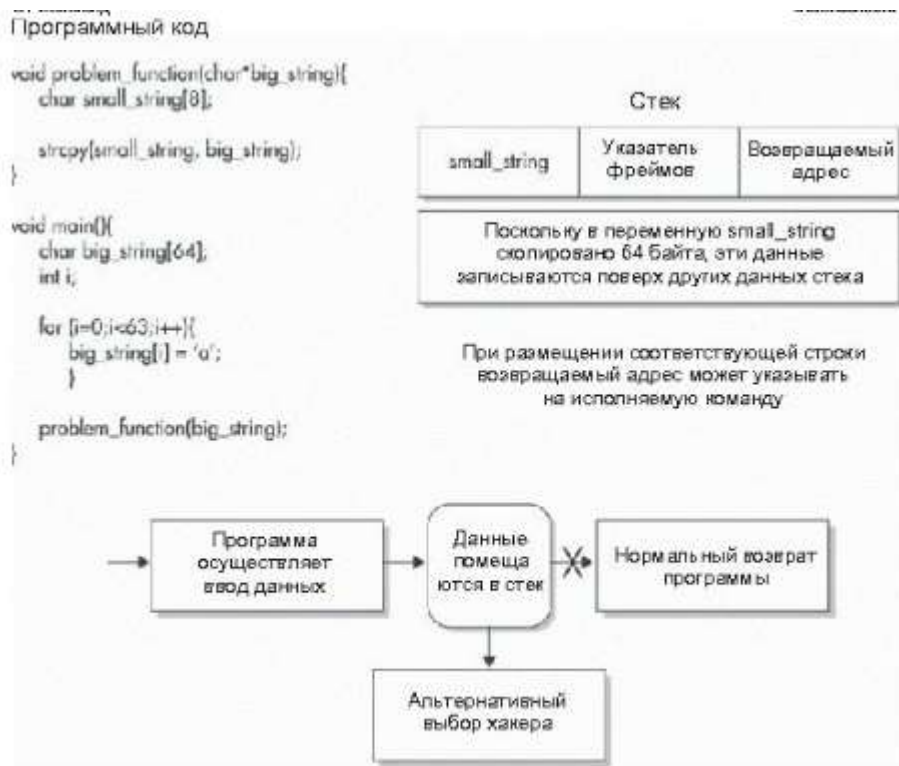 Программный код
void problem_function(char*big_string){
char small_string[8];
strcpy(small_string, big_string);
}
void main(){
char big_string[64];
int i;
for (i=0;i<63;i++){
big_string[i] = 'a';
}
problem_function(big_string);
}
Стек
small_string
Указатель
фреймов
Возвращаемый
адрес
Поскольку в переменную small_string
скопировано 64 байта, эти данные
записываются поверх других данных стека
При размещении соответствующей строки
возвращаемый адрес может указывать
на исполняемую команду
Программа
осуществляет
ввод данных
Данные
помеща
ются в стек
Нормальный возврат
программы
Альтернативный
выбор хакера